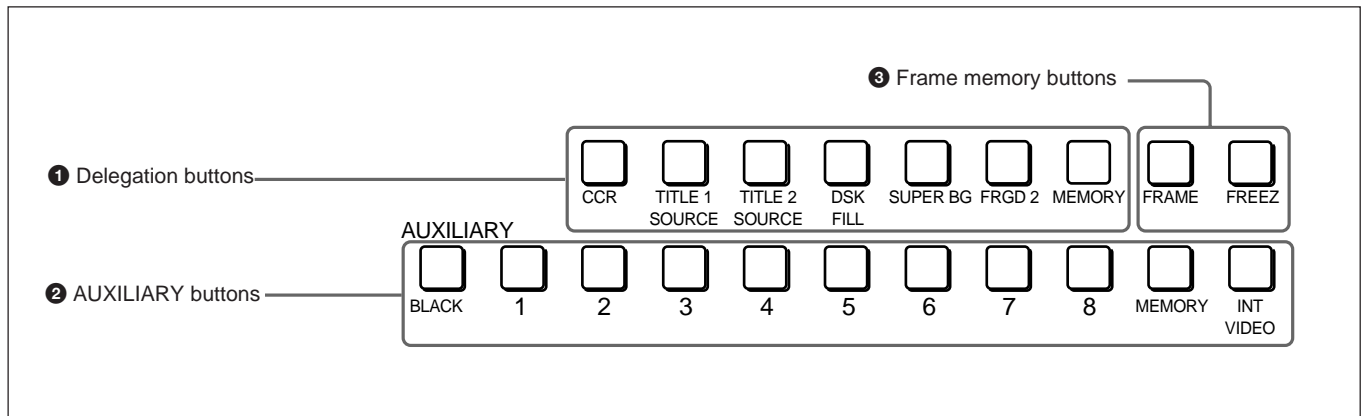 ❸ Frame memory buttons
❶ Delegation buttons
CCR TITLE 1 TITLE 2 DSK SUPER BG FRGD 2 MEMORY FRAME FREEZ
SOURCE SOURCE FILL
AUXILIARY
❷ AUXILIARY buttons
BLACK 1 2 3 4 5 6 7 8 MEMORY INT
VIDEO